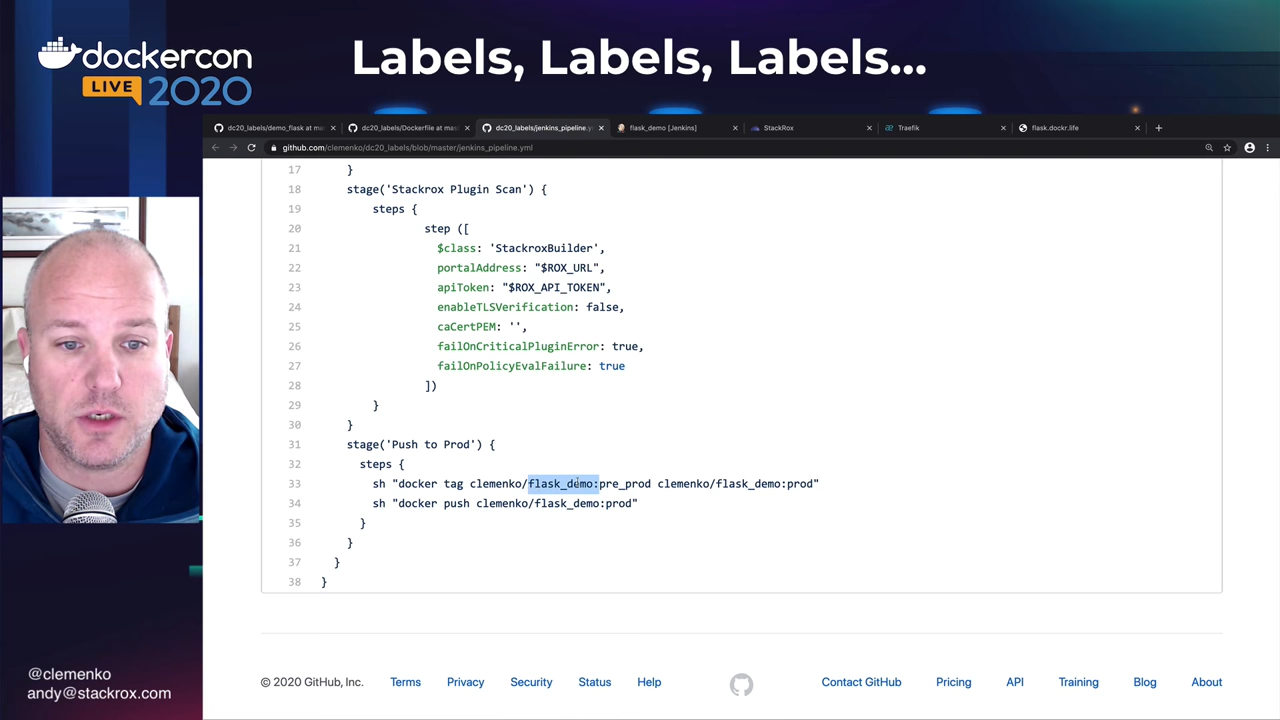 dockercon
LIVE 2020
Labels, Labels, Labels...
dc20_labels/demo_flask at ma
dc20_labels/Dockerfile at mas
dc20_labels/jenkins_pipeline.y
flask_demo [Jenkins]
StackRox
Traefik
flask.dockr.life
github.com/clemenko/dc20_labels/blob/master/jenkins_pipeline.yml
17 }
18 stage('Stackrox Plugin Scan') {
19 steps {
20 step ([
21 $class: 'StackroxBuilder',
22 portalAddress: "$ROX_URL",
23 apiToken: "$ROX_API_TOKEN",
24 enableTLSVerification: false,
25 caCertPEM: '',
26 failOnCriticalPluginError: true,
27 failOnPolicyEvalFailure: true
28 ])
29 }
30 }
31 stage('Push to Prod') {
32 steps {
33 sh "docker tag clemenko/flask_demo:pre_prod clemenko/flask_demo:prod"
34 sh "docker push clemenko/flask_demo:prod"
35 }
36 }
37 }
38 }
© 2020 GitHub, Inc. Terms Privacy Security Status Help Contact GitHub Pricing API Training Blog About
@clemenko
andy@stackrox.com